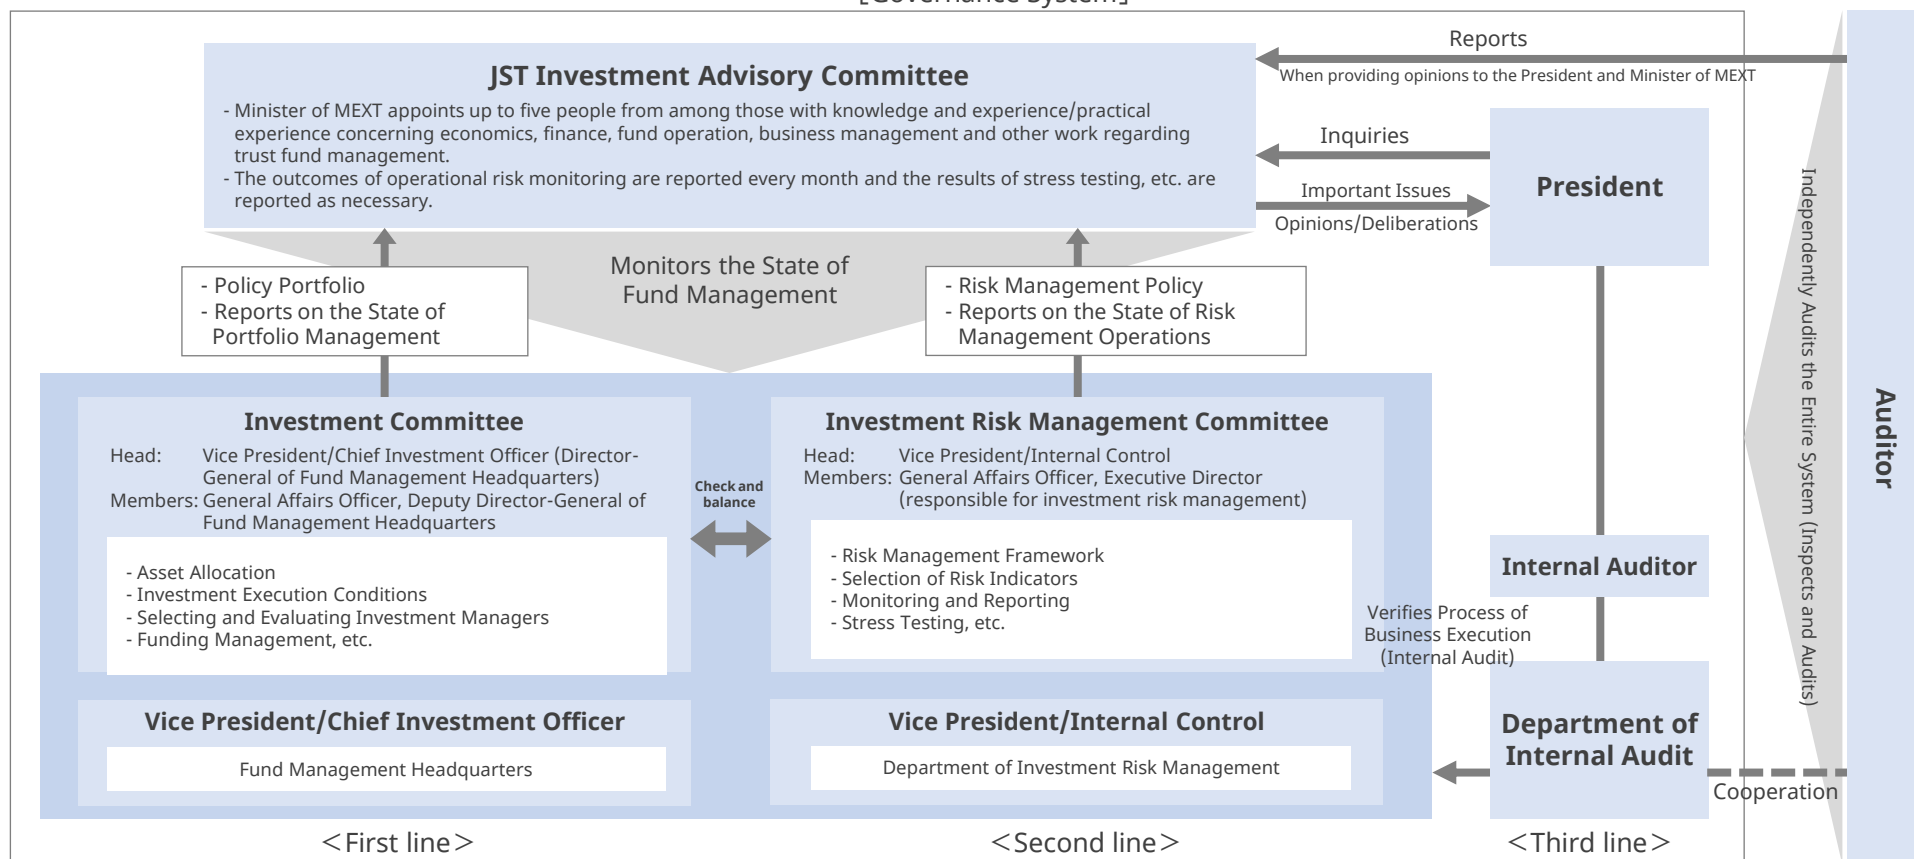 [Governance System]
JST Investment Advisory Committee
- Minister of MEXT appoints up to five people from among those with knowledge and experience/practical
experience concerning economics, finance, fund operation, business management and other work regarding
trust fund management.
- The outcomes of operational risk monitoring are reported every month and the results of stress testing, etc. are
reported as necessary.
Reports
When providing opinions to the President and Minister of MEXT
Inquiries
Important Issues
Opinions/Deliberations
President
Monitors the State of
Fund Management
- Policy Portfolio
- Reports on the State of
Portfolio Management
- Risk Management Policy
- Reports on the State of Risk
Management Operations
Investment Committee
Head: Vice President/Chief Investment Officer (Director-
General of Fund Management Headquarters)
Members: General Affairs Officer, Deputy Director-General of
Fund Management Headquarters
- Asset Allocation
- Investment Execution Conditions
- Selecting and Evaluating Investment Managers
- Funding Management, etc.
Check and
balance
Investment Risk Management Committee
Head: Vice President/Internal Control
Members: General Affairs Officer, Executive Director
(responsible for investment risk management)
- Risk Management Framework
- Selection of Risk Indicators
- Monitoring and Reporting
- Stress Testing, etc.
Internal Auditor
Verifies Process of
Business Execution
(Internal Audit)
Vice President/Chief Investment Officer
Fund Management Headquarters
Vice President/Internal Control
Department of Investment Risk Management
Department of
Internal Audit
Cooperation
Independently Audits the Entire System (Inspects and Audits)
Auditor
<First line>
<Second line>
<Third line>